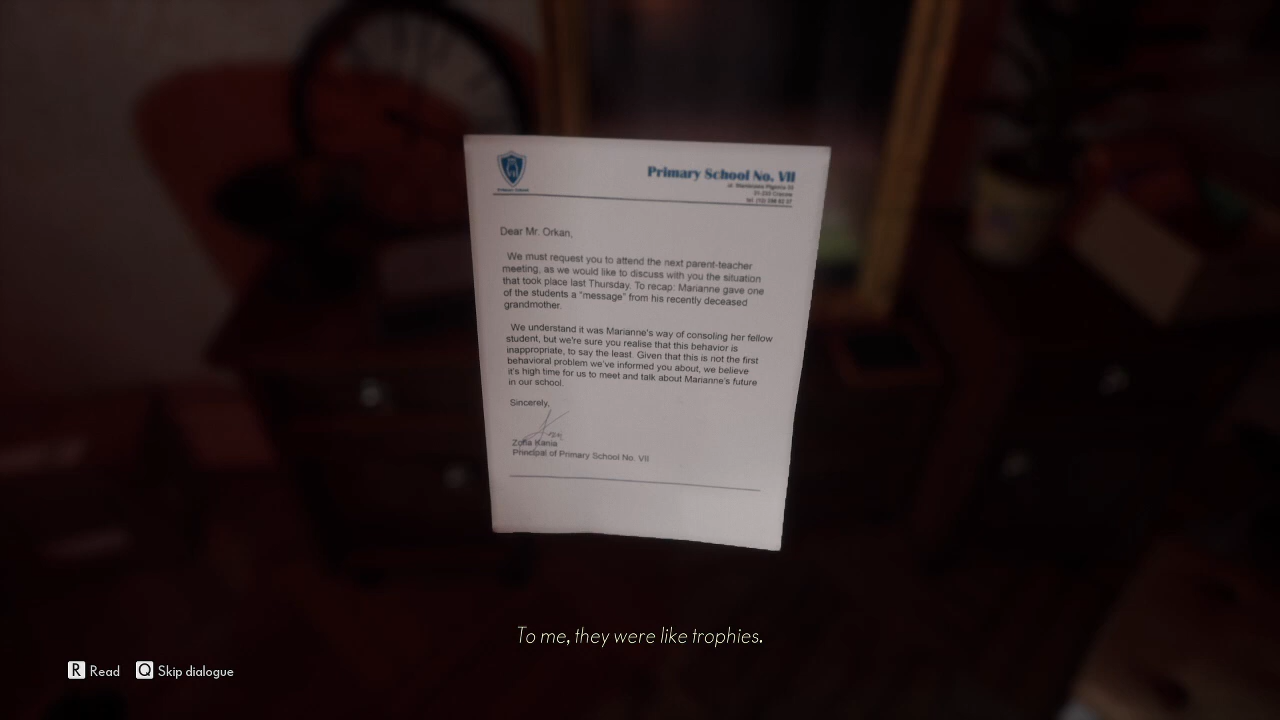 Primary School No. VII
Dear Mr. Orkan,
We must request you to attend the next parent-teacher
meeting, as we would like to discuss with you the situation
that took place last Thursday. To recap: Marianne gave one
of the students a "message" from his recently deceased
grandmother.
We understand it was Marianne's way of consoling her fellow
student, but we're sure you realise that this behavior is
inappropriate, to say the least. Given that this is not the first
behavioral problem we've informed you about, we believe
it's high time for us to meet and talk about Marianne's future
in our school.
Sincerely,
Zofia Kania
Principal of Primary School No. VII
To me, they were like trophies.
R Read Q Skip dialogue